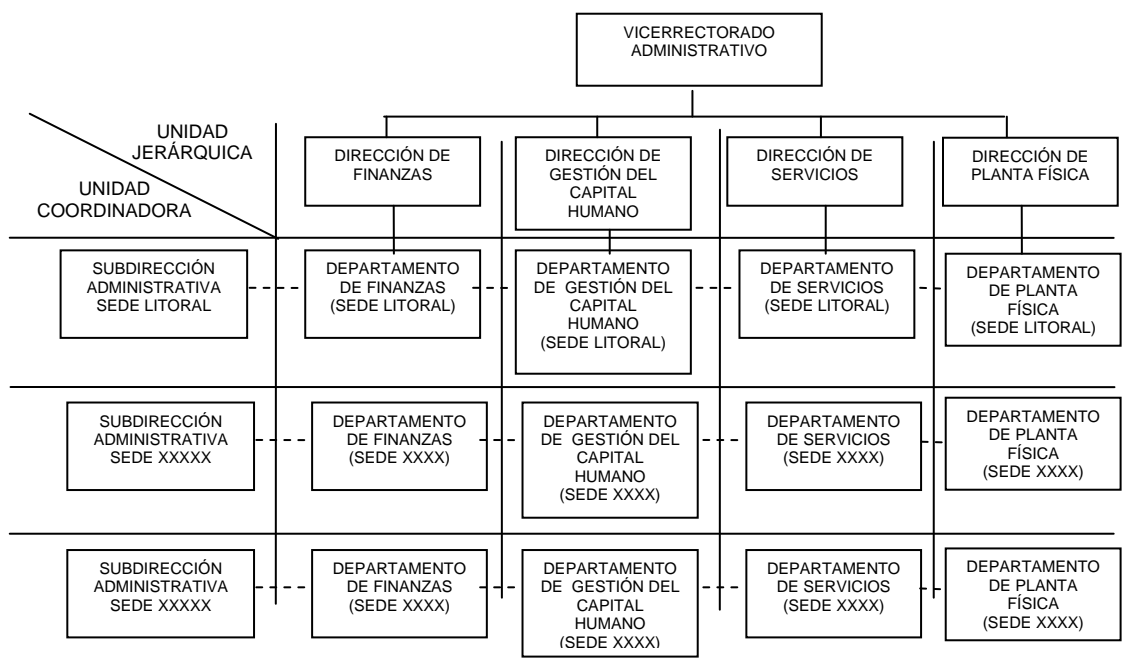 VICERRECTORADO
ADMINISTRATIVO
UNIDAD
JERÁRQUICA
UNIDAD
COORDINADORA
DIRECCIÓN DE
FINANZAS
DIRECCIÓN DE
GESTIÓN DEL
CAPITAL
HUMANO
DIRECCIÓN DE
SERVICIOS
DIRECCIÓN DE
PLANTA FÍSICA
SUBDIRECCIÓN
ADMINISTRATIVA
SEDE LITORAL
DEPARTAMENTO
DE FINANZAS
(SEDE LITORAL)
DEPARTAMENTO
DE GESTIÓN DEL
CAPITAL
HUMANO
(SEDE LITORAL)
DEPARTAMENTO
DE SERVICIOS
(SEDE LITORAL)
DEPARTAMENTO
DE PLANTA
FÍSICA
(SEDE LITORAL)
SUBDIRECCIÓN
ADMINISTRATIVA
SEDE XXXXX
DEPARTAMENTO
DE FINANZAS
(SEDE XXXX)
DEPARTAMENTO
DE GESTIÓN DEL
CAPITAL
HUMANO
(SEDE XXXX)
DEPARTAMENTO
DE SERVICIOS
(SEDE XXXX)
DEPARTAMENTO
DE PLANTA
FÍSICA
(SEDE XXXX)
SUBDIRECCIÓN
ADMINISTRATIVA
SEDE XXXXX
DEPARTAMENTO
DE FINANZAS
(SEDE XXXX)
DEPARTAMENTO
DE GESTIÓN DEL
CAPITAL
HUMANO
(SEDE XXXX)
DEPARTAMENTO
DE SERVICIOS
(SEDE XXXX)
DEPARTAMENTO
DE PLANTA
FÍSICA
(SEDE XXXX)